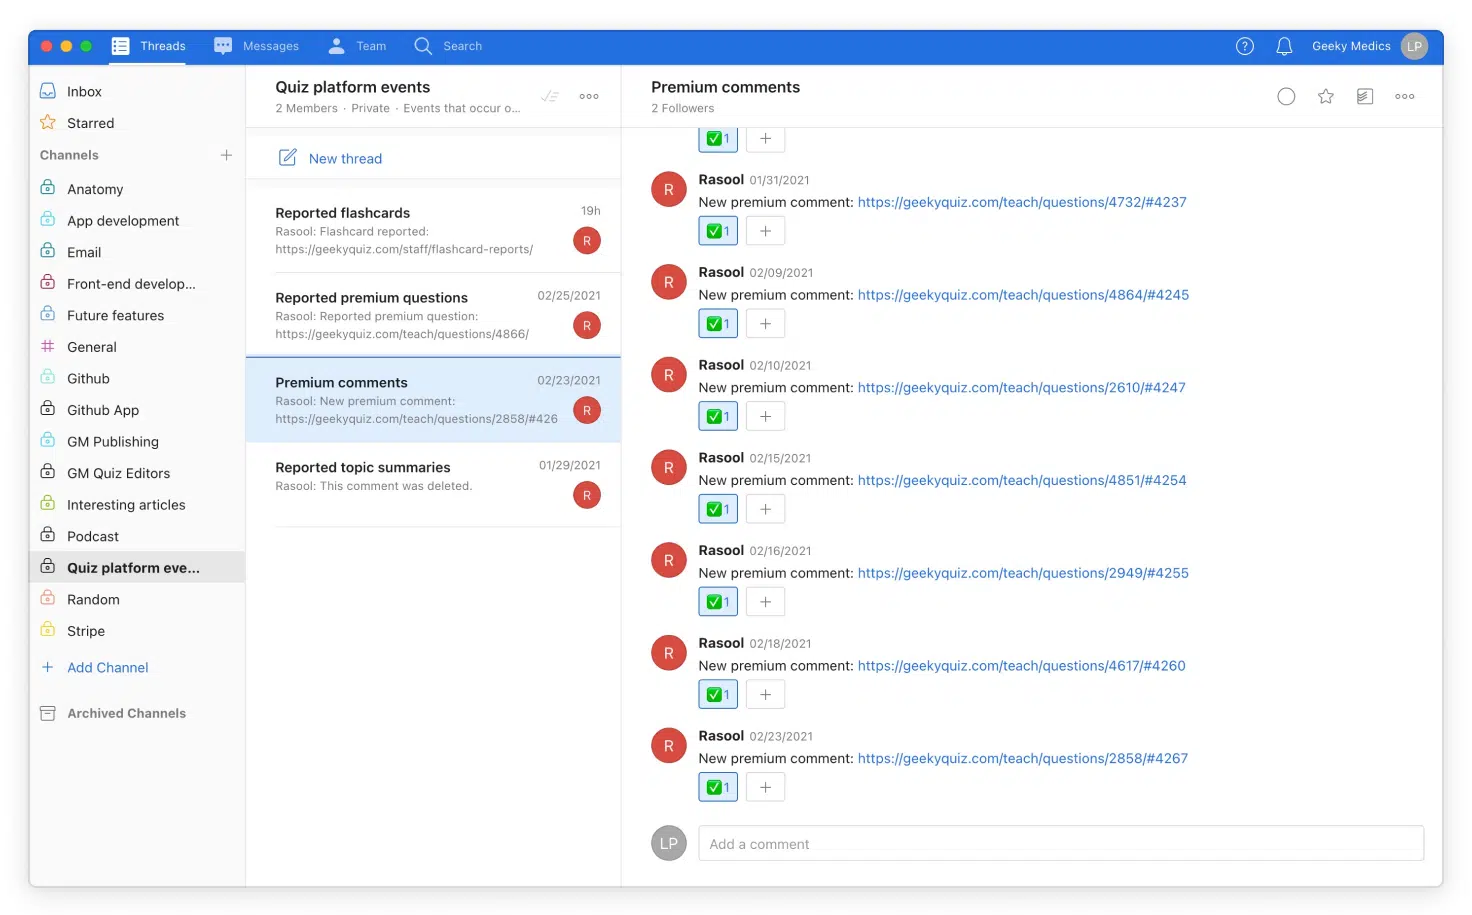 Threads
Messages
Team
Search
Geeky Medics
LP
Inbox
Starred
Channels
Anatomy
App development
Email
Front-end develop...
Future features
General
Github
Github App
GM Publishing
GM Quiz Editors
Interesting articles
Podcast
Quiz platform eve...
Random
Stripe
Add Channel
Archived Channels
Quiz platform events
2 Members · Private · Events that occur o...
New thread
Reported flashcards 19h
Rasool: Flashcard reported:
https://geekyquiz.com/staff/flashcard-reports/
R
Reported premium questions 02/25/2021
Rasool: Reported premium question:
https://geekyquiz.com/teach/questions/4866/
R
Premium comments 02/23/2021
Rasool: New premium comment:
https://geekyquiz.com/teach/questions/2858/#426
R
Reported topic summaries 01/29/2021
Rasool: This comment was deleted.
R
Premium comments
2 Followers
✅ 1 +
R
Rasool 01/31/2021
New premium comment: https://geekyquiz.com/teach/questions/4732/#4237
✅ 1 +
R
Rasool 02/09/2021
New premium comment: https://geekyquiz.com/teach/questions/4864/#4245
✅ 1 +
R
Rasool 02/10/2021
New premium comment: https://geekyquiz.com/teach/questions/2610/#4247
✅ 1 +
R
Rasool 02/15/2021
New premium comment: https://geekyquiz.com/teach/questions/4851/#4254
✅ 1 +
R
Rasool 02/16/2021
New premium comment: https://geekyquiz.com/teach/questions/2949/#4255
✅ 1 +
R
Rasool 02/18/2021
New premium comment: https://geekyquiz.com/teach/questions/4617/#4260
✅ 1 +
R
Rasool 02/23/2021
New premium comment: https://geekyquiz.com/teach/questions/2858/#4267
✅ 1 +
LP
Add a comment